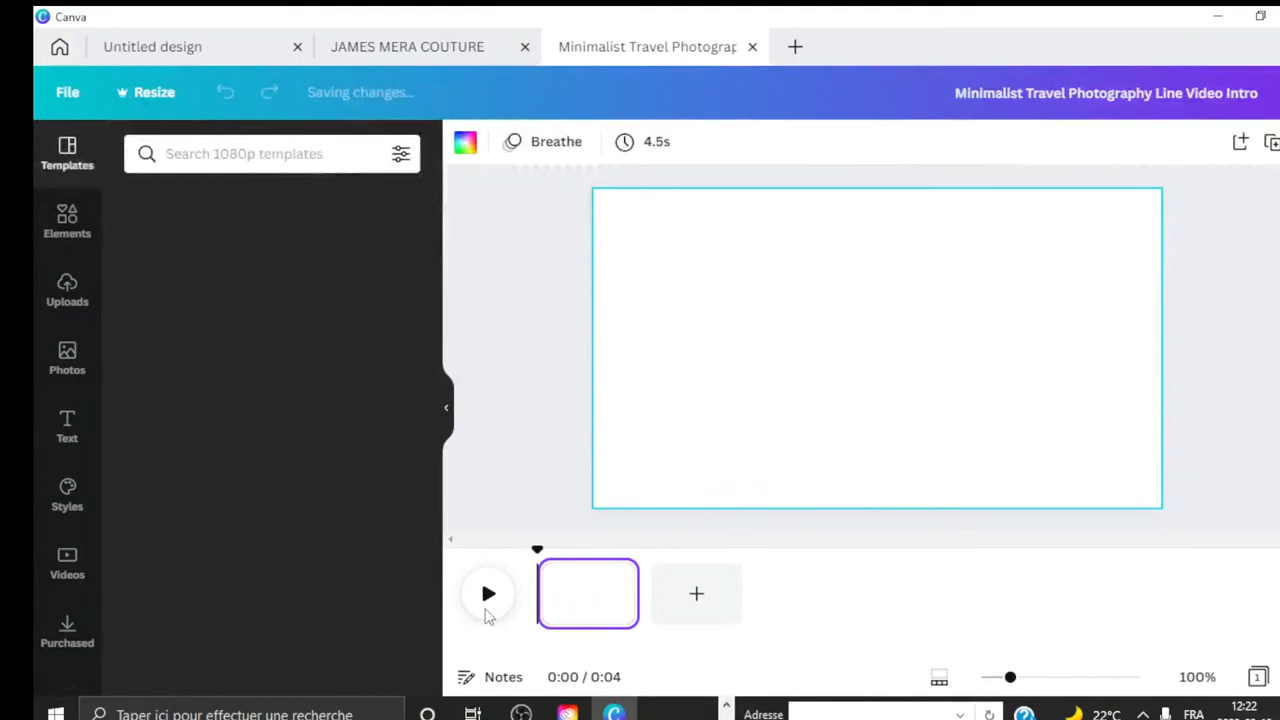 Canva
Untitled design
JAMES MERA COUTURE
Minimalist Travel Photograp
File
Resize
Saving changes...
Minimalist Travel Photography Line Video Intro
Templates
Search 1080p templates
Breathe
4.5s
Elements
Uploads
Photos
Text
Styles
Videos
Purchased
Notes
0:00 / 0:04
100%
1
Taper ici pour effectuer une recherche
Adresse
22°C
FRA
12:22